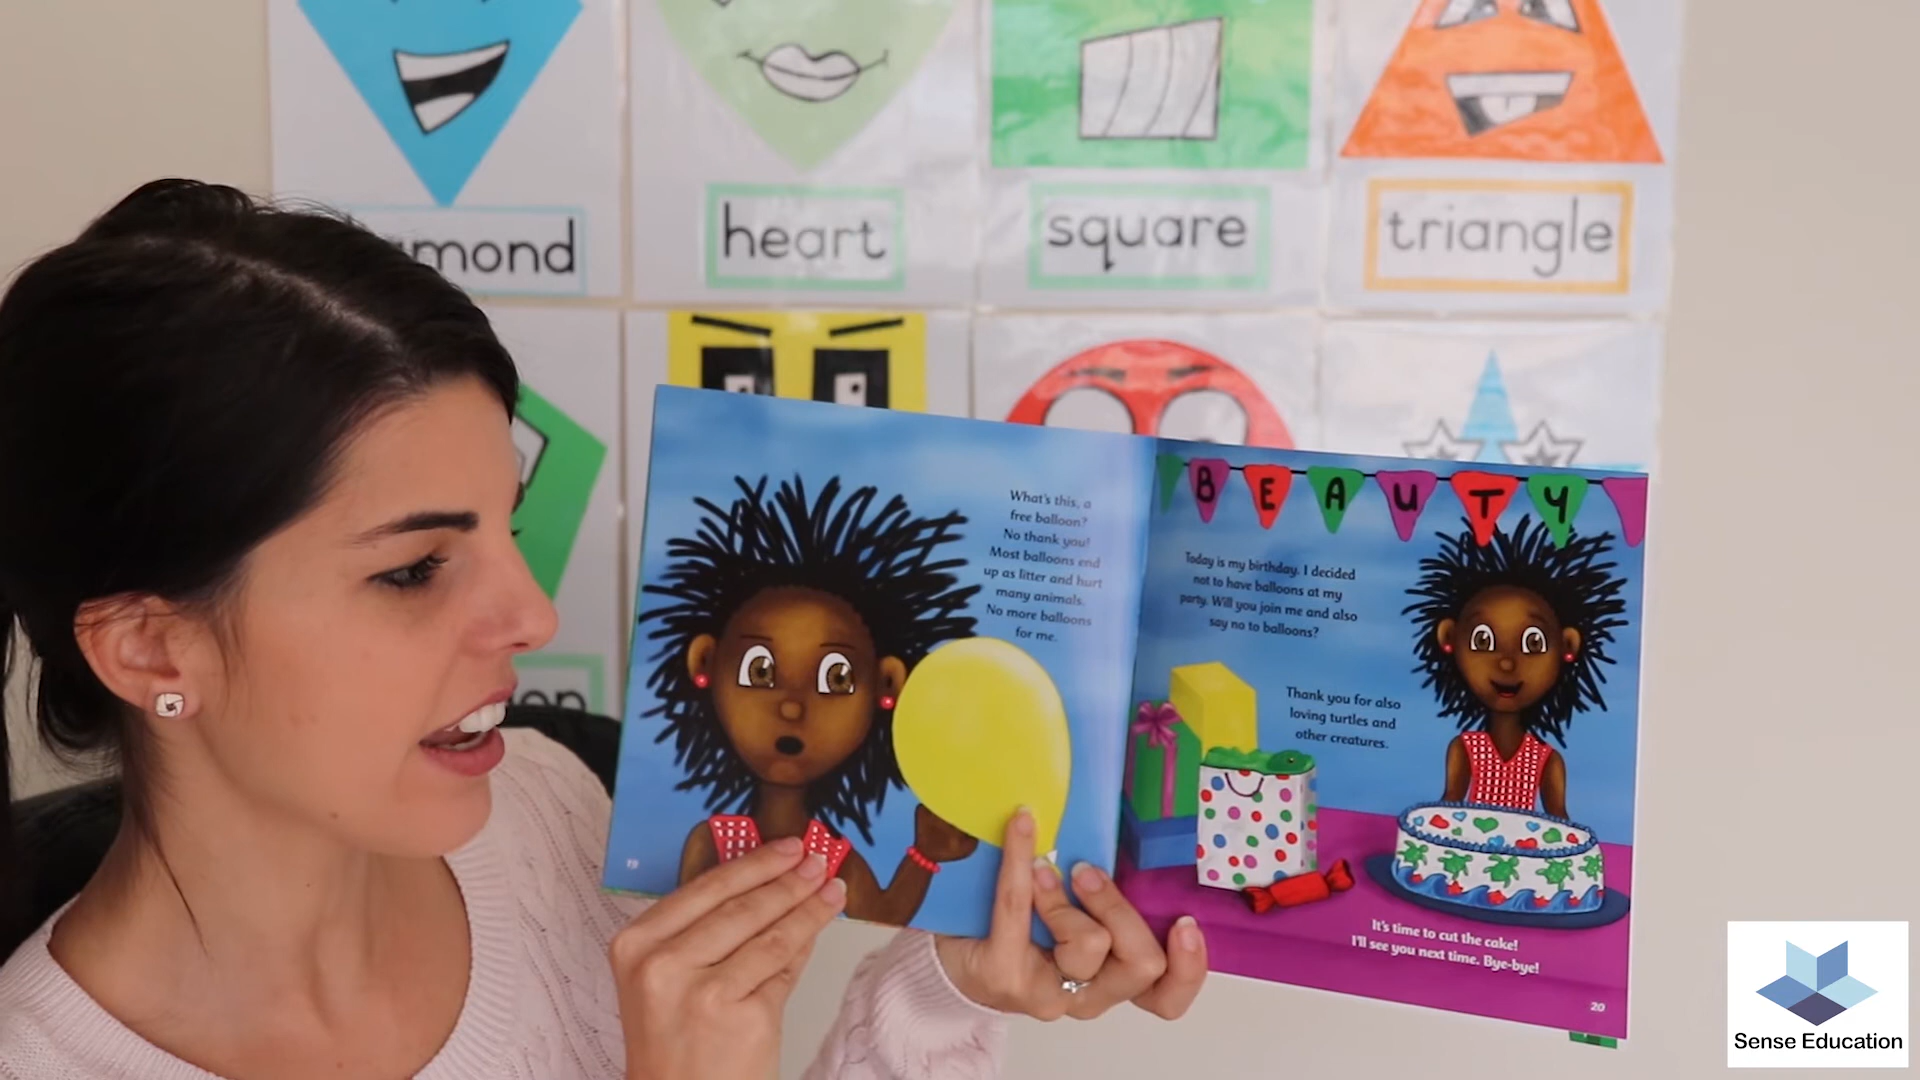 mond
heart
square
triangle
on
What's this, a
free balloon?
No thank you!
Most balloons end
up as litter and hurt
many animals.
No more balloons
for me.
19
BEAUTY
Today is my birthday. I decided
not to have balloons at my
party. Will you join me and also
say no to balloons?
Thank you for also
loving turtles and
other creatures.
It's time to cut the cake!
I'll see you next time. Bye-bye!
20
Sense Education